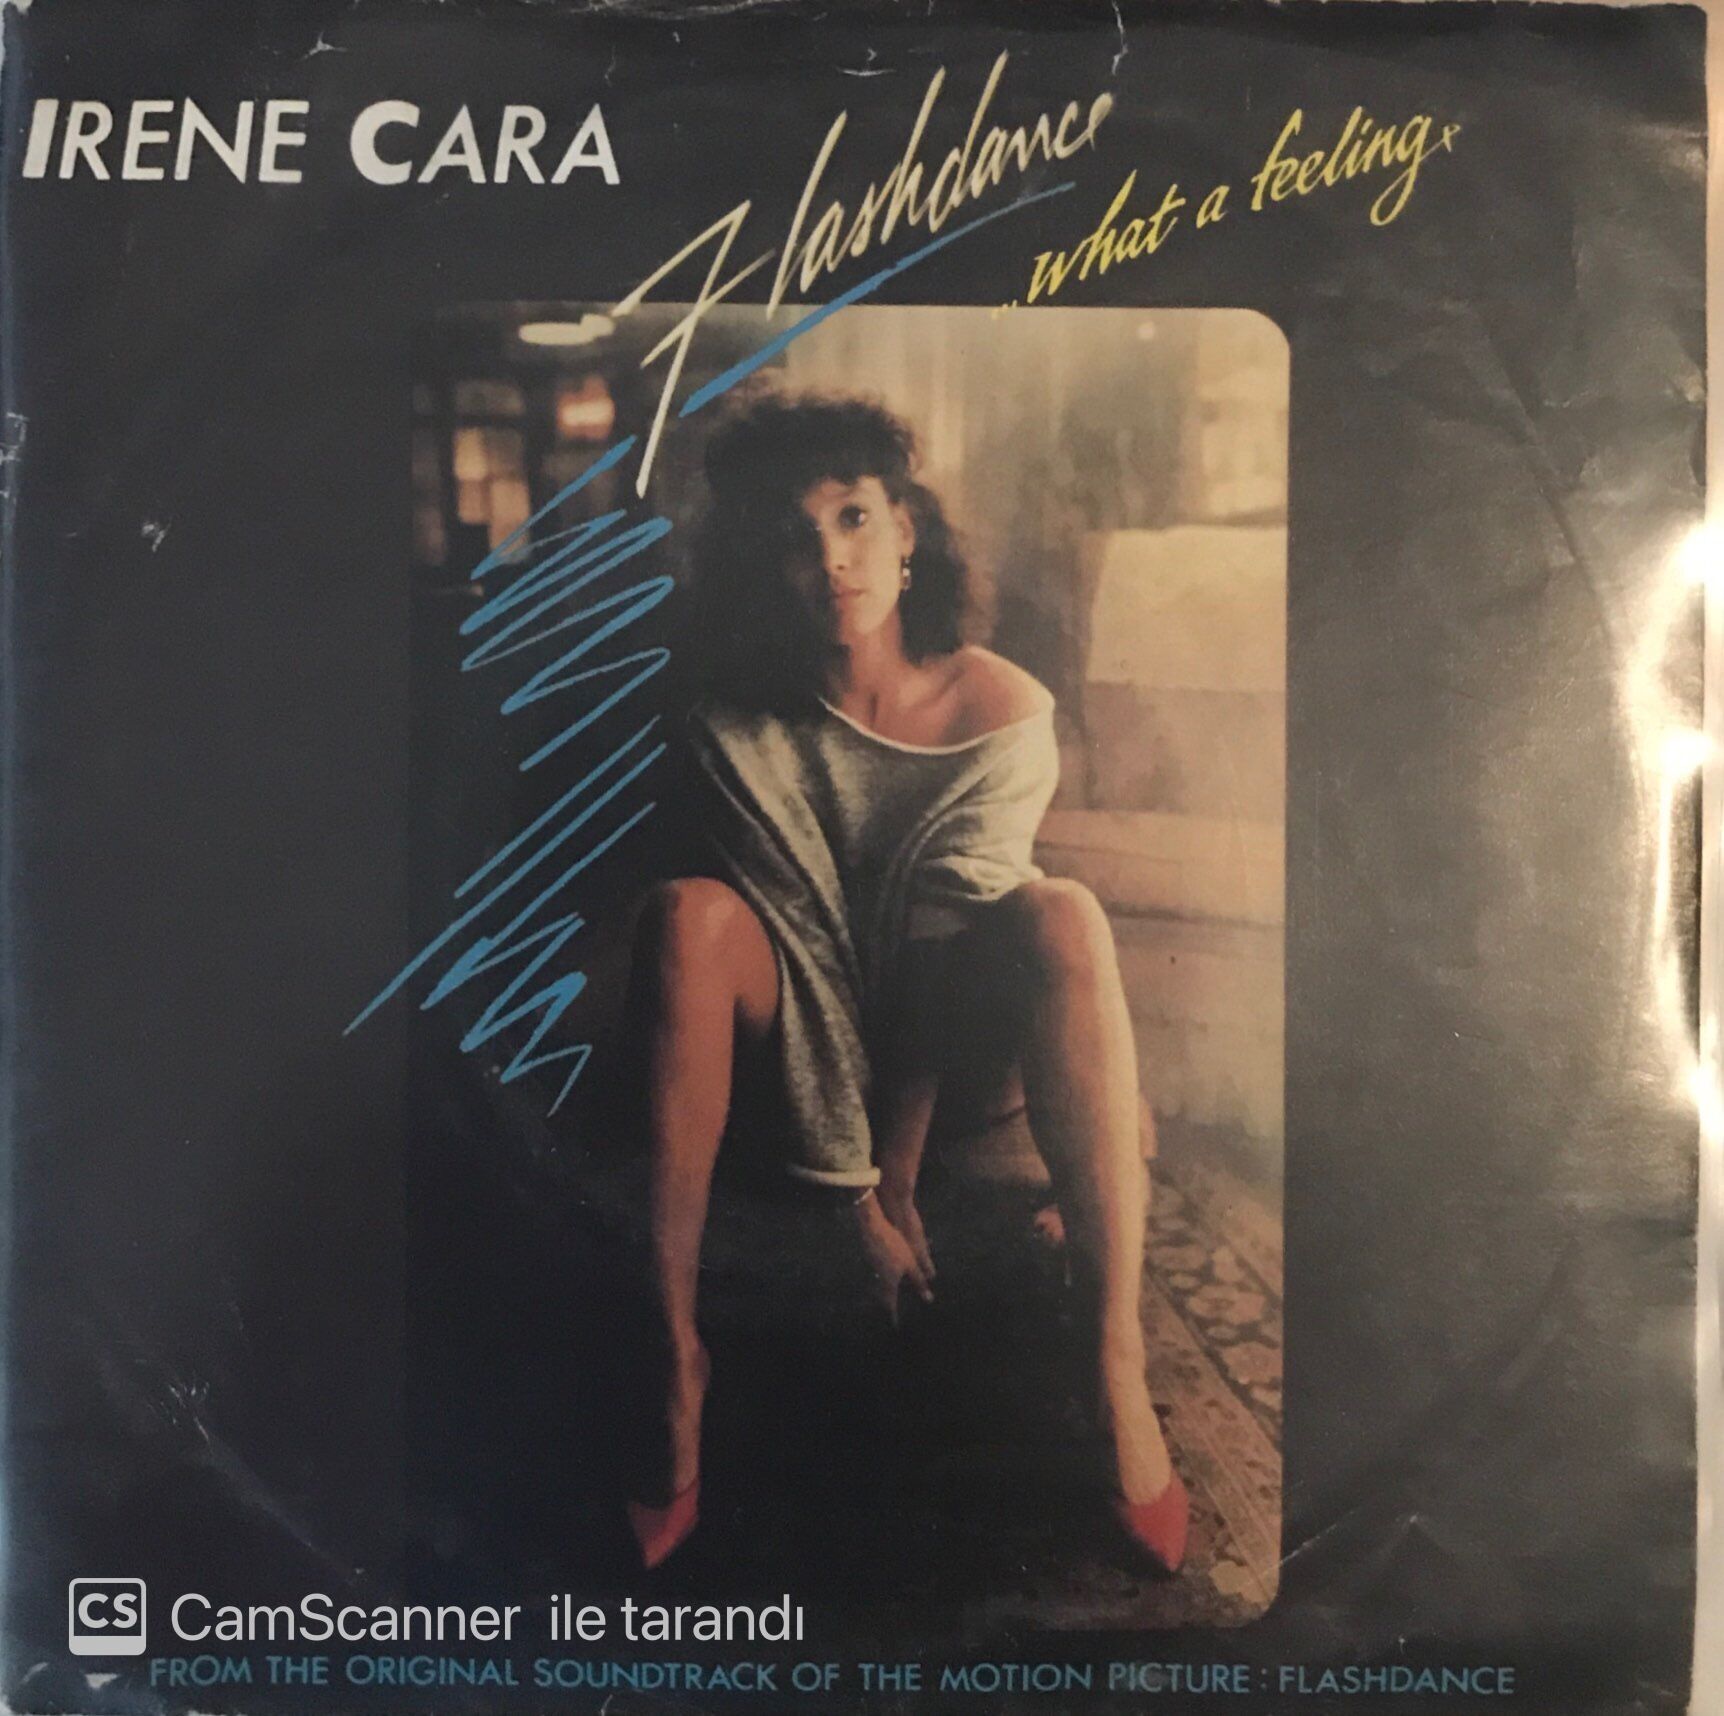 IRENE CARA
Flashdance
...what a feeling
CS CamScanner ile tarandı
FROM THE ORIGINAL SOUNDTRACK OF THE MOTION PICTURE : FLASHDANCE